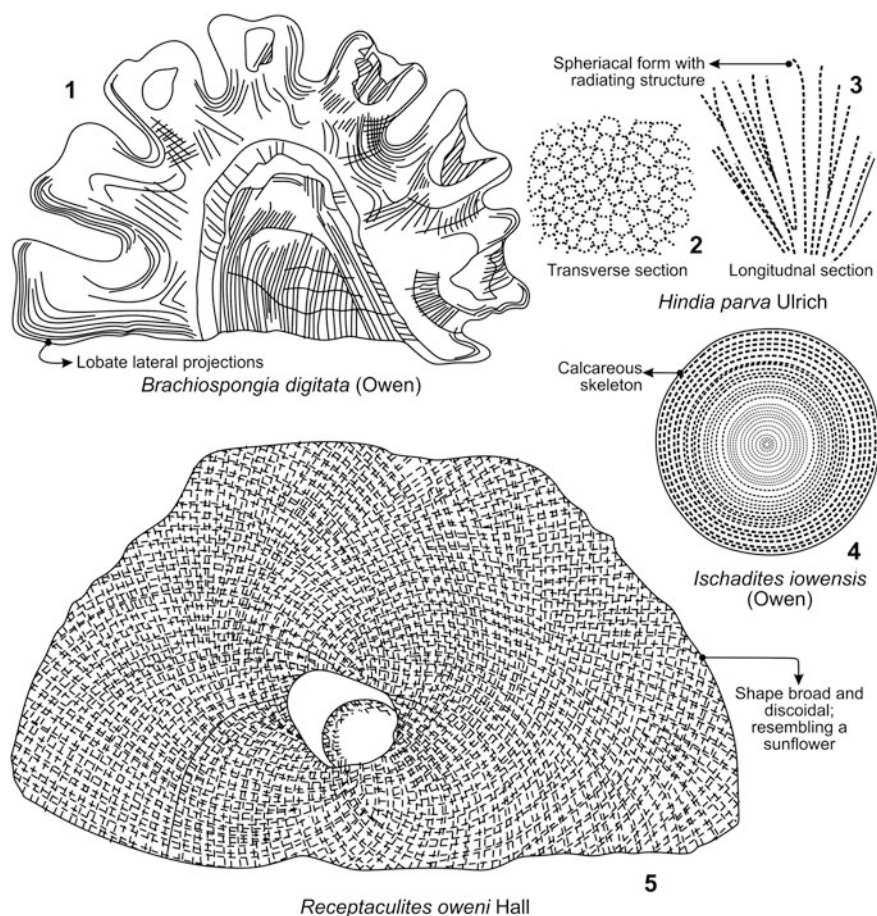 1
Lobate lateral projections
Brachiospongia digitata (Owen)
Spheriacal form with
radiating structure
3
2
Transverse section
Longitudnal section
Hindia parva Ulrich
Calcareous
skeleton
4
Ischadites iowensis
(Owen)
Shape broad and
discoidal;
resembling a
sunflower
5
Receptaculites oweni Hall